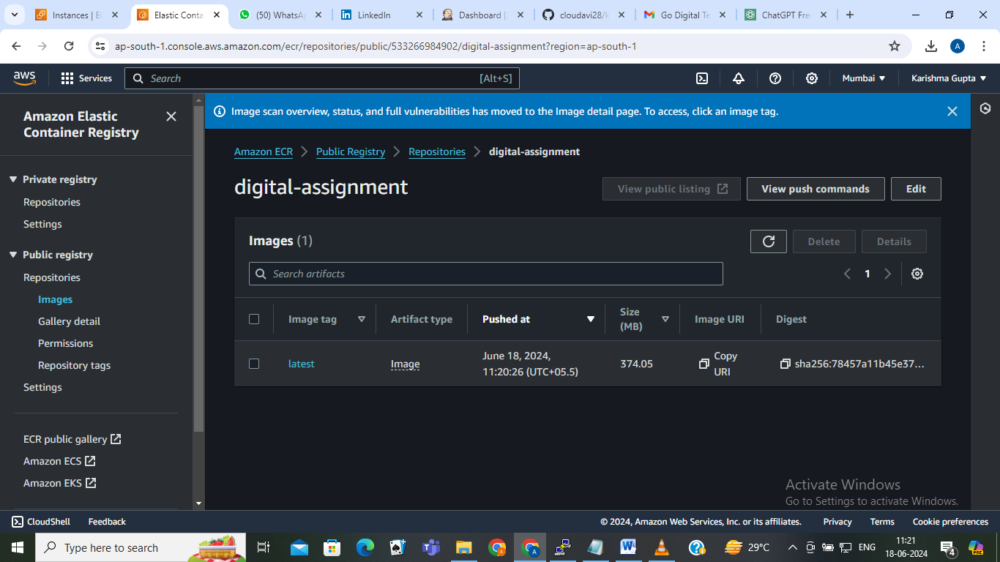 Instances | E
Elastic Conta
(50) WhatsA
LinkedIn
Dashboard [
cloudavi28/k
Go Digital Te
ChatGPT Fre
ap-south-1.console.aws.amazon.com/ecr/repositories/public/533266984902/digital-assignment?region=ap-south-1
A
aws
Services
Search
[Alt+S]
Mumbai
Karishma Gupta
Amazon Elastic
Container Registry
Private registry
Repositories
Settings
Public registry
Repositories
Images
Gallery detail
Permissions
Repository tags
Settings
ECR public gallery
Amazon ECS
Amazon EKS
Image scan overview, status, and full vulnerabilities has moved to the Image detail page. To access, click an image tag.
Amazon ECR
Public Registry
Repositories
digital-assignment
digital-assignment
View public listing
View push commands
Edit
Images (1)
Delete
Details
Search artifacts
1
Image tag
Artifact type
Pushed at
Size
(MB)
Image URI
Digest
latest
Image
June 18, 2024,
11:20:26 (UTC+05.5)
374.05
Copy
URI
sha256:78457a11b45e37...
Activate Windows
Go to Settings to activate Windows.
CloudShell
Feedback
© 2024, Amazon Web Services, Inc. or its affiliates.
Privacy
Terms
Cookie preferences
Type here to search
A
29°C
ENG
11:21
18-06-2024
4
PRE